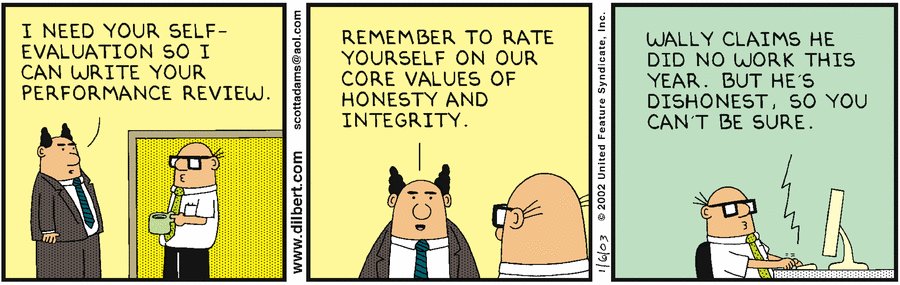 I NEED YOUR SELF-
EVALUATION SO I
CAN WRITE YOUR
PERFORMANCE REVIEW.
www.dilbert.com scottadams@aol.com
REMEMBER TO RATE
YOURSELF ON OUR
CORE VALUES OF
HONESTY AND
INTEGRITY.
1/6/03 © 2002 United Feature Syndicate, Inc.
WALLY CLAIMS HE
DID NO WORK THIS
YEAR. BUT HE'S
DISHONEST, SO YOU
CAN'T BE SURE.